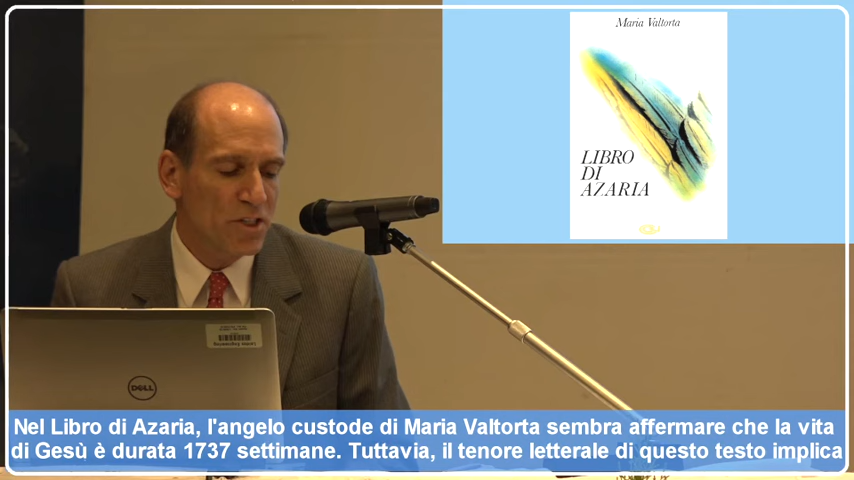 Maria Valtorta
LIBRO
DI
AZARIA
DELL
Nel Libro di Azaria, l'angelo custode di Maria Valtorta sembra affermare che la vita
di Gesù è durata 1737 settimane. Tuttavia, il tenore letterale di questo testo implica